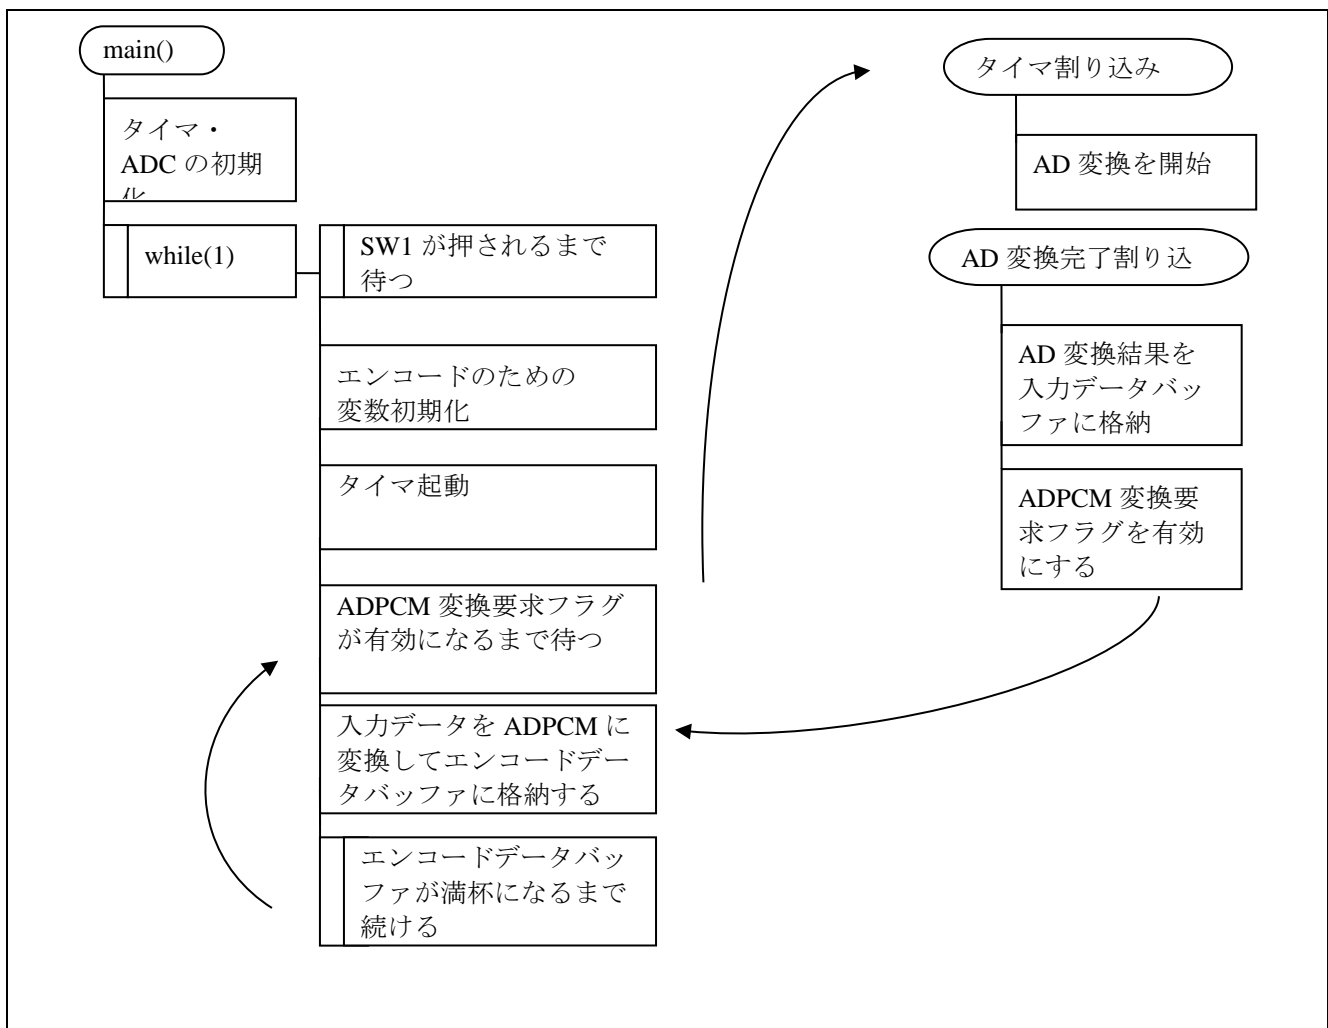 main()
タイマ・
ADC の初期
化
while(1)
SW1 が押されるまで
待つ
エンコードのための
変数初期化
タイマ起動
ADPCM 変換要求フラグ
が有効になるまで待つ
入力データを ADPCM に
変換してエンコードデー
タバッファに格納する
エンコードデータバッ
ファが満杯になるまで
続ける
タイマ割り込み
AD 変換を開始
AD 変換完了割り込
AD 変換結果を
入力データバッ
ファに格納
ADPCM 変換要
求フラグを有効
にする